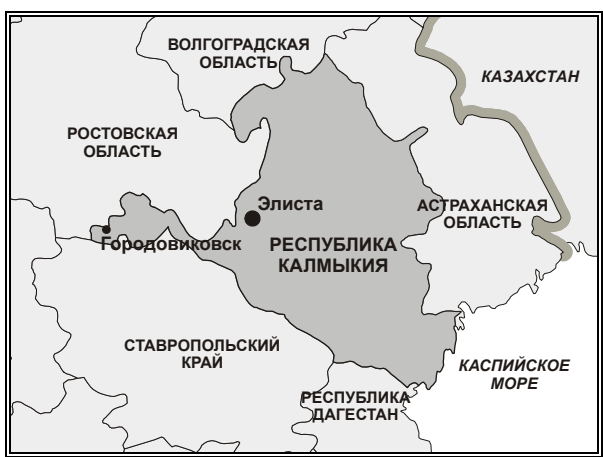 ВОЛГОГРАДСКАЯ
ОБЛАСТЬ
КАЗАХСТАН
РОСТОВСКАЯ
ОБЛАСТЬ
Элиста
АСТРАХАНСКАЯ
ОБЛАСТЬ
Городовиковск
РЕСПУБЛИКА
КАЛМЫКИЯ
СТАВРОПОЛЬСКИЙ
КРАЙ
КАСПИЙСКОЕ
МОРЕ
РЕСПУБЛИКА
ДАГЕСТАН